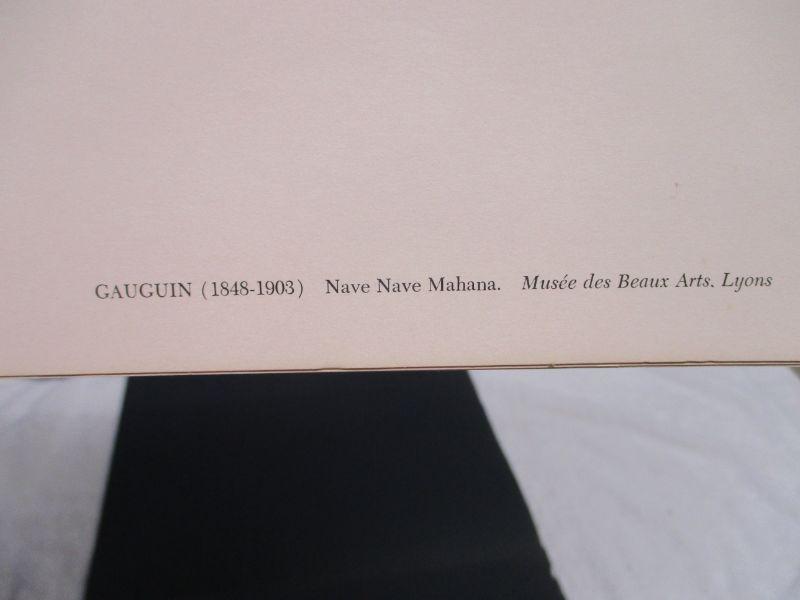 GAUGUIN (1848-1903) Nave Nave Mahana. Musée des Beaux Arts. Lyons